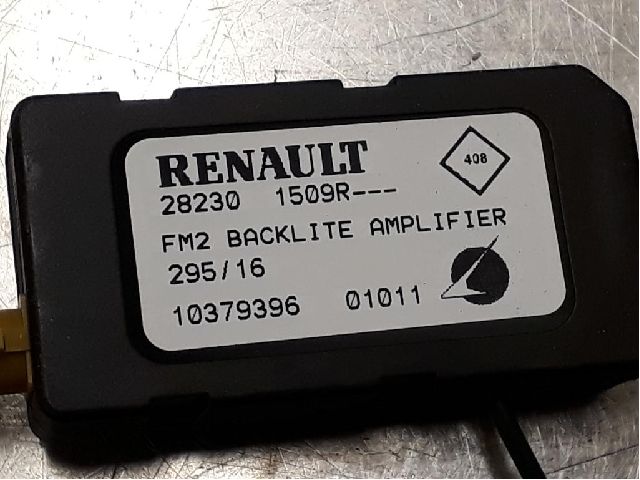 RENAULT
408
28230 1509R---
FM2 BACKLITE AMPLIFIER
295/16
10379396 01011